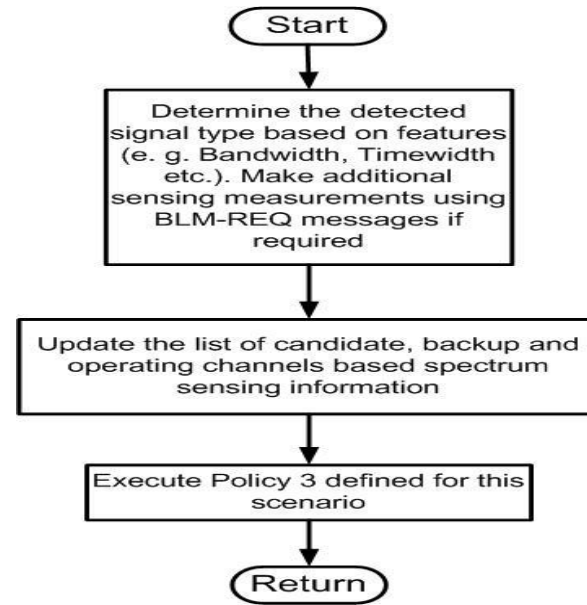 Start
Determine the detected
signal type based on features
(e. g. Bandwidth, Timewidth
etc.). Make additional
sensing measurements using
BLM-REQ messages if
required
Update the list of candidate, backup and
operating channels based spectrum
sensing information
Execute Policy 3 defined for this
scenario
Return